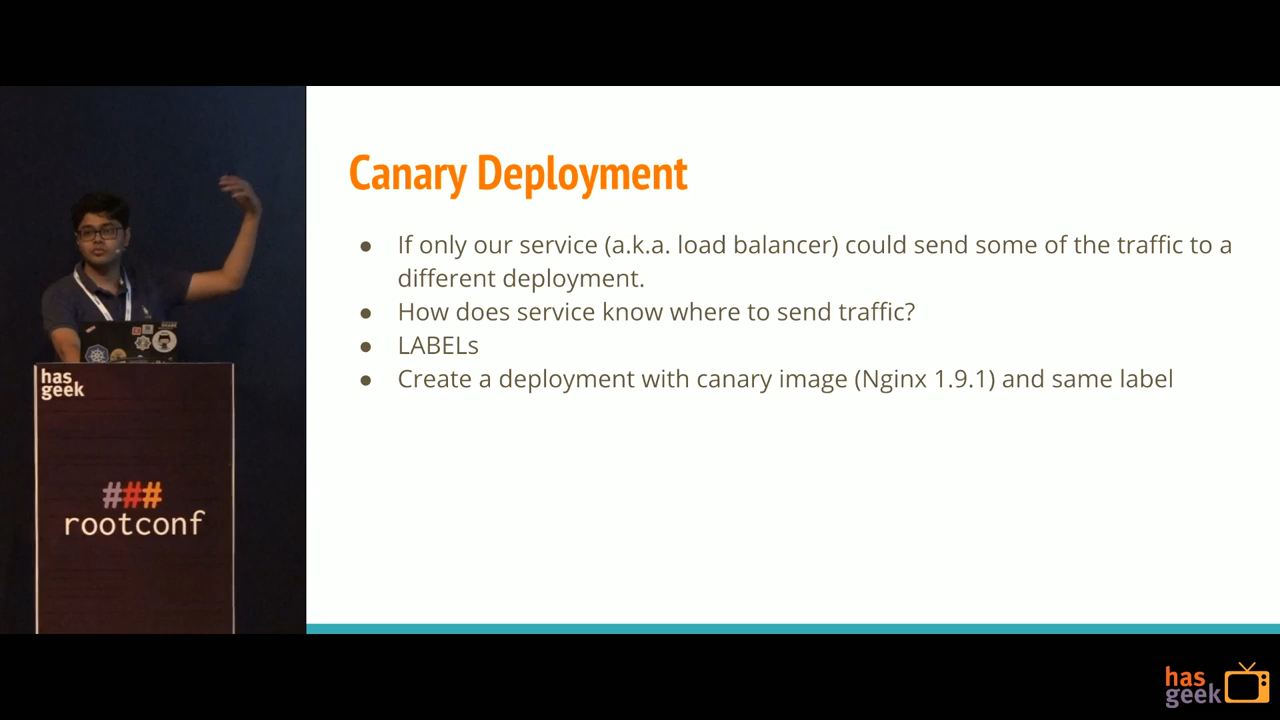 Canary Deployment
● If only our service (a.k.a. load balancer) could send some of the traffic to a
different deployment.
● How does service know where to send traffic?
● LABELs
● Create a deployment with canary image (Nginx 1.9.1) and same label
has
geek
###
rootconf
has
geek